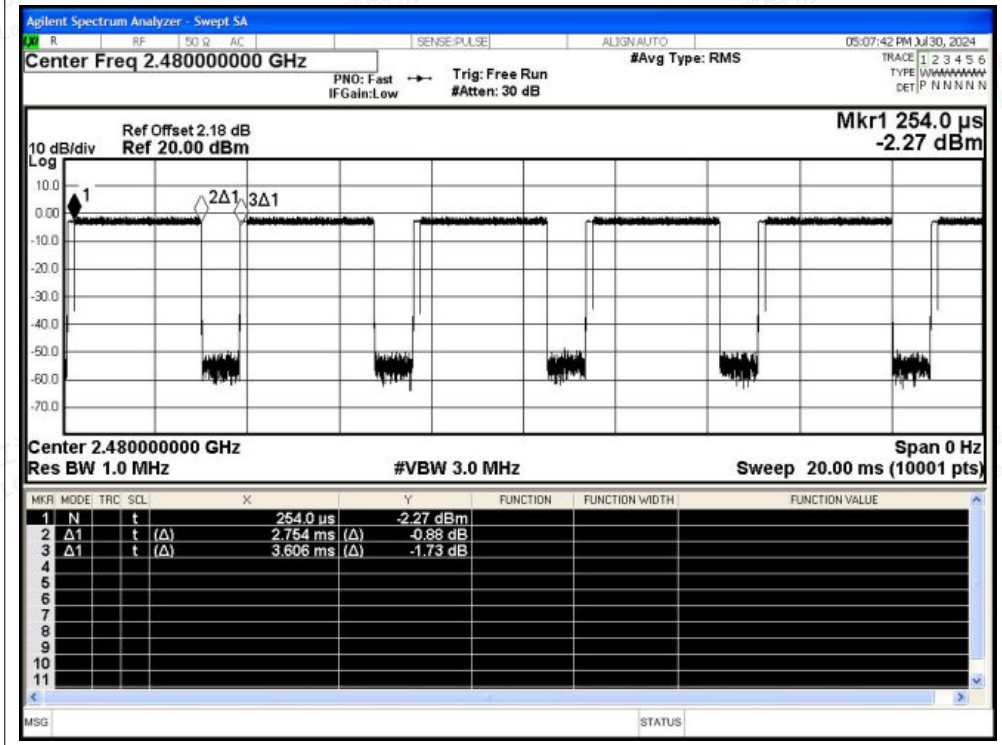 Agilent Spectrum Analyzer - Swept SA
LXI R RF 50 Ω AC SENSE:PULSE ALIGNAUTO 05:07:42 PM Jul 30, 2024
Center Freq 2.480000000 GHz #Avg Type: RMS TRACE 1 2 3 4 5 6
PNO: Fast Trig: Free Run TYPE WWWWWW
IFGain:Low #Atten: 30 dB DET P N N N N N
Mkr1 254.0 µs
Ref Offset 2.18 dB
10 dB/div Ref 20.00 dBm -2.27 dBm
Log
10.0
1 2Δ1 3Δ1
0.00
-10.0
-20.0
-30.0
-40.0
-50.0
-60.0
-70.0
Center 2.480000000 GHz Span 0 Hz
Res BW 1.0 MHz #VBW 3.0 MHz Sweep 20.00 ms (10001 pts)
MKR MODE TRC SCL X Y FUNCTION FUNCTION WIDTH FUNCTION VALUE
1 N t 254.0 µs -2.27 dBm
2 Δ1 t (Δ) 2.754 ms (Δ) -0.88 dB
3 Δ1 t (Δ) 3.606 ms (Δ) -1.73 dB
4
5
6
7
8
9
10
11
MSG STATUS